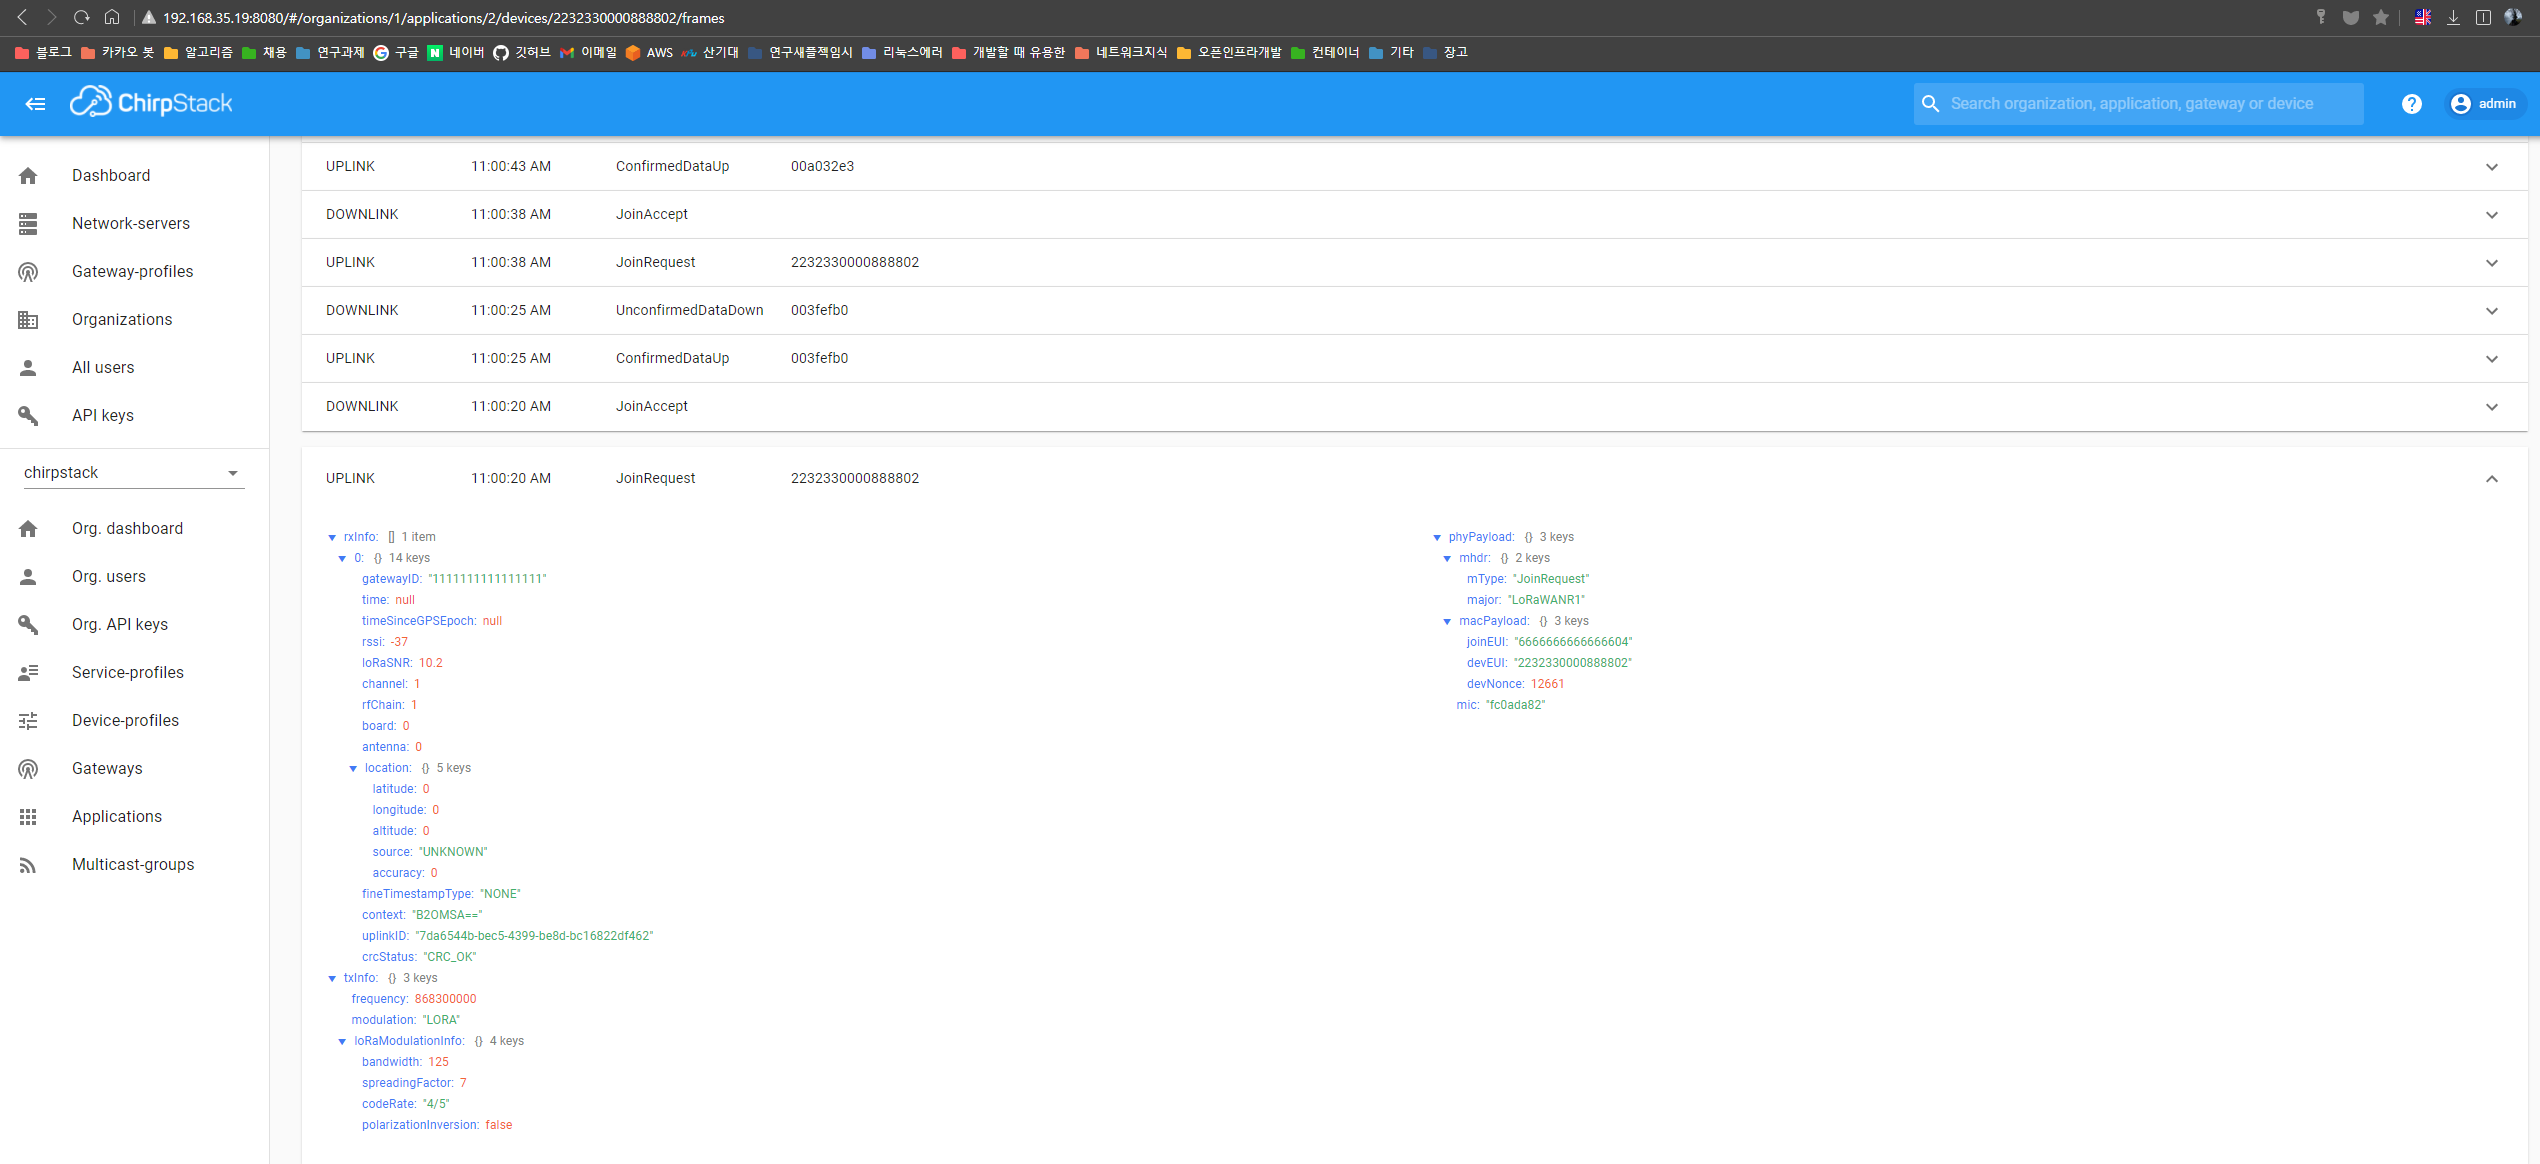 192.168.35.19:8080/#/organizations/1/applications/2/devices/2232330000888802/frames
블로그 카카오 봇 알고리즘 채용 연구과제 구글 네이버 깃허브 이메일 AWS 산기대 연구새플젝임시 리눅스에러 개발할 때 유용한 네트워크지식 오픈인프라개발 컨테이너 기타 장고
ChirpStack Search organization, application, gateway or device ? admin
Dashboard
Network-servers
Gateway-profiles
Organizations
All users
API keys
chirpstack
Org. dashboard
Org. users
Org. API keys
Service-profiles
Device-profiles
Gateways
Applications
Multicast-groups
UPLINK 11:00:43 AM ConfirmedDataUp 00a032e3
DOWNLINK 11:00:38 AM JoinAccept
UPLINK 11:00:38 AM JoinRequest 2232330000888802
DOWNLINK 11:00:25 AM UnconfirmedDataDown 003fefb0
UPLINK 11:00:25 AM ConfirmedDataUp 003fefb0
DOWNLINK 11:00:20 AM JoinAccept
UPLINK 11:00:20 AM JoinRequest 2232330000888802
rxInfo: [] 1 item
0: {} 14 keys
gatewayID: "1111111111111111"
time: null
timeSinceGPSEpoch: null
rssi: -37
loRaSNR: 10.2
channel: 1
rfChain: 1
board: 0
antenna: 0
location: {} 5 keys
latitude: 0
longitude: 0
altitude: 0
source: "UNKNOWN"
accuracy: 0
fineTimestampType: "NONE"
context: "B2OMSA=="
uplinkID: "7da6544b-bec5-4399-be8d-bc16822df462"
crcStatus: "CRC_OK"
txInfo: {} 3 keys
frequency: 868300000
modulation: "LORA"
loRaModulationInfo: {} 4 keys
bandwidth: 125
spreadingFactor: 7
codeRate: "4/5"
polarizationInversion: false
phyPayload: {} 3 keys
mhdr: {} 2 keys
mType: "JoinRequest"
major: "LoRaWANR1"
macPayload: {} 3 keys
joinEUI: "6666666666666604"
devEUI: "2232330000888802"
devNonce: 12661
mic: "fc0ada82"